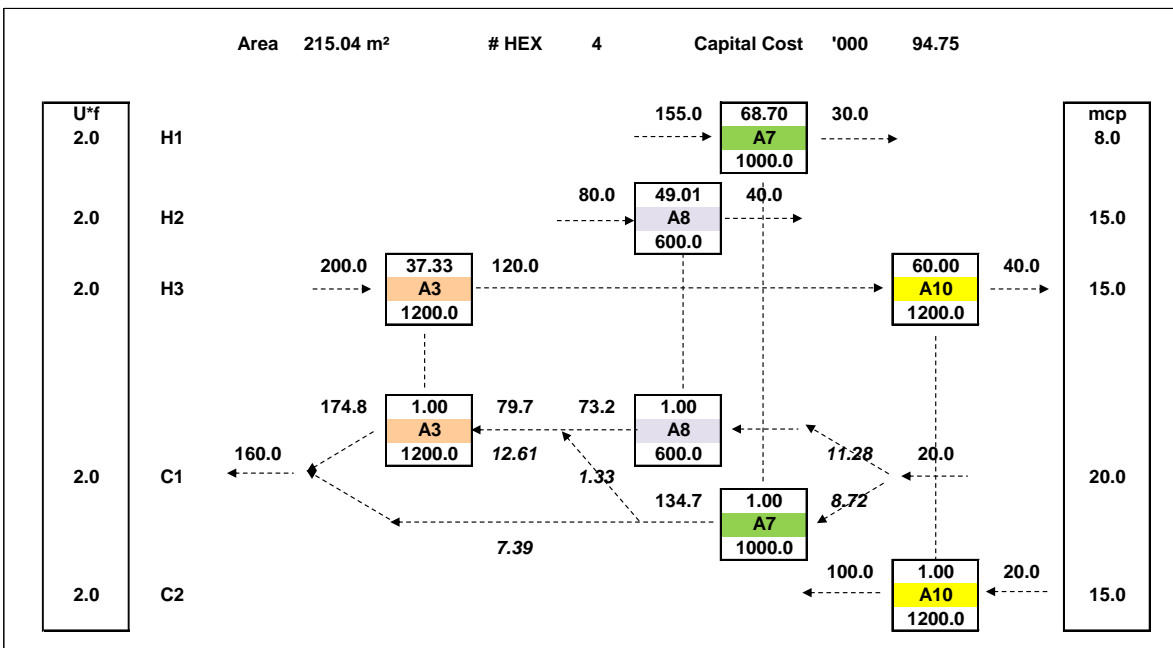 Area 215.04 m² # HEX 4 Capital Cost '000 94.75
U*f mcp
155.0 68.70 30.0
2.0 H1 A7 8.0
1000.0
80.0 49.01 40.0
2.0 H2 A8 15.0
600.0
200.0 37.33 120.0 60.00 40.0
2.0 H3 A3 A10 15.0
1200.0 1200.0
174.8 1.00 79.7 73.2 1.00
A3 A8
160.0 1200.0 12.61 600.0 11.28 20.0
2.0 C1 1.33 20.0
134.7 1.00 8.72
A7
7.39 1000.0
100.0 1.00 20.0
2.0 C2 A10 15.0
1200.0